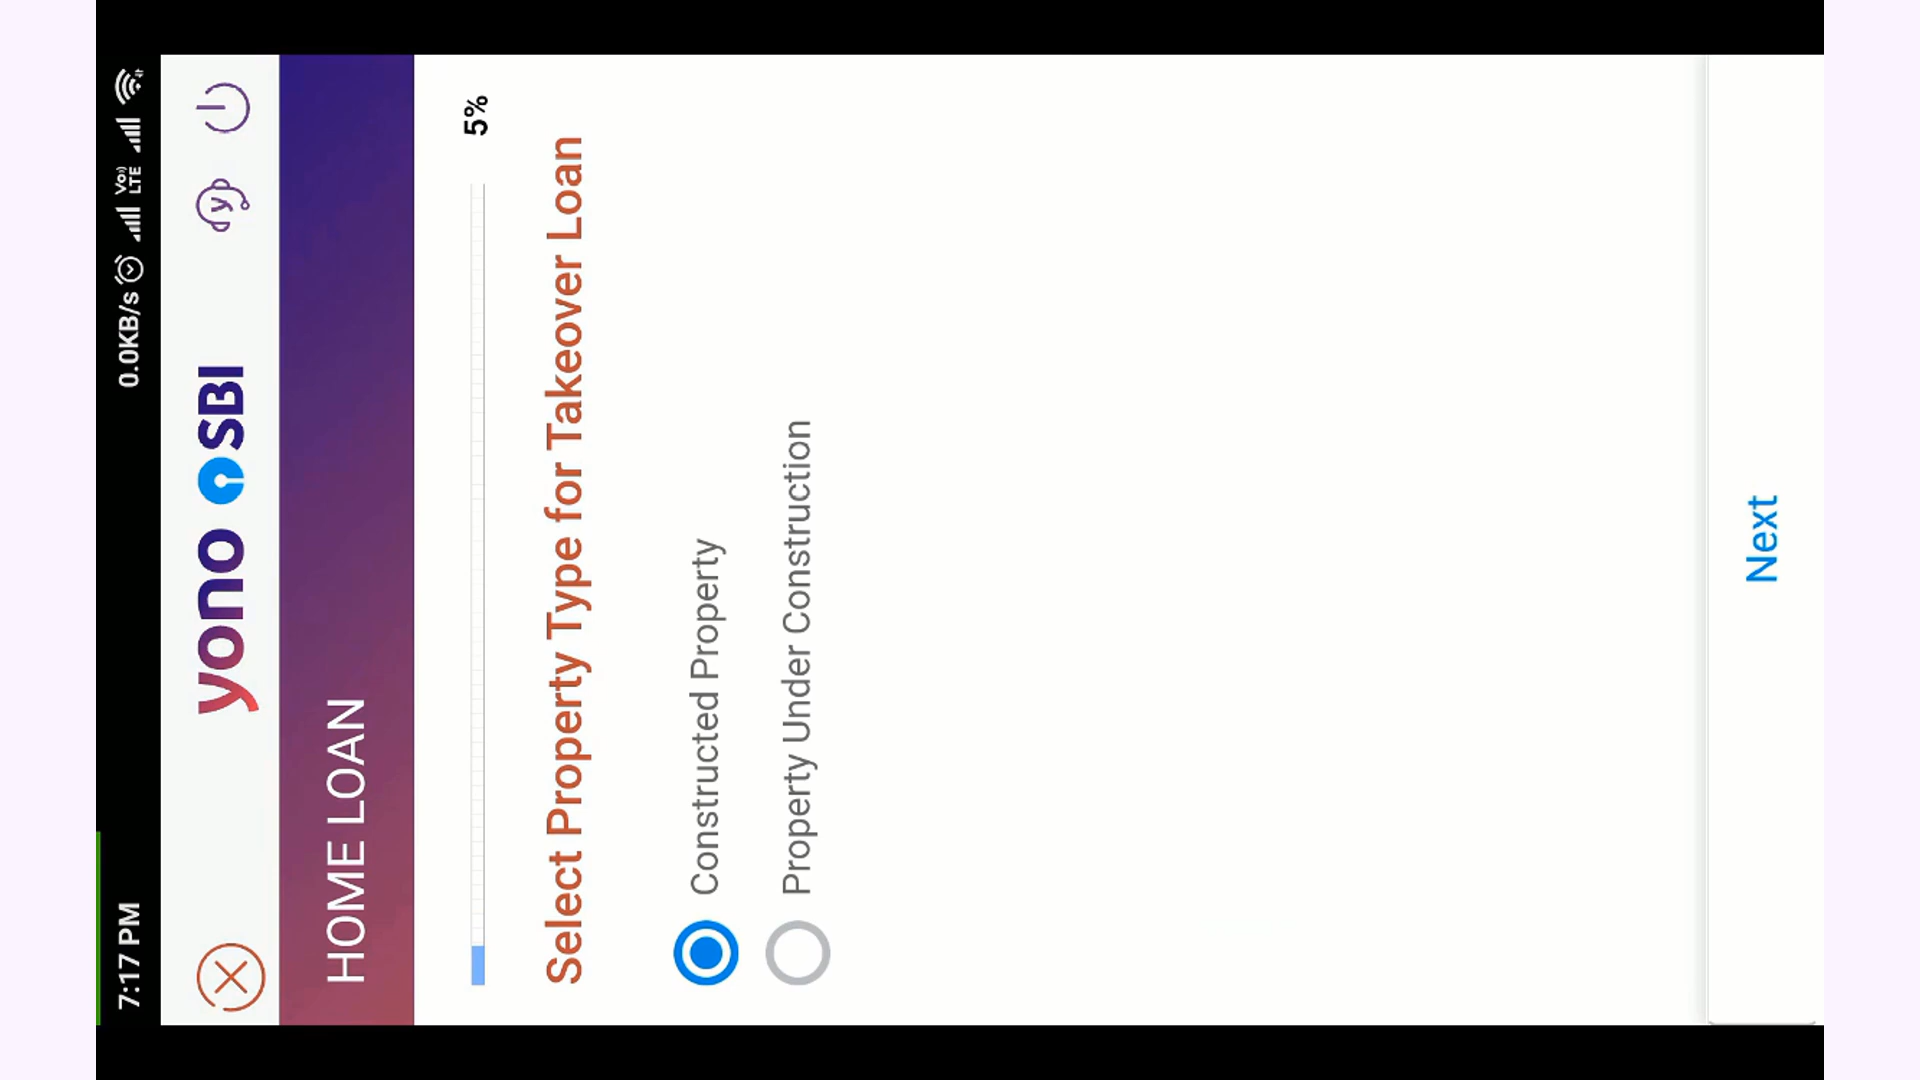 7:17 PM 0.0KB/s Vo) LTE
yono SBI
HOME LOAN
5%
Select Property Type for Takeover Loan
Constructed Property
Property Under Construction
Next